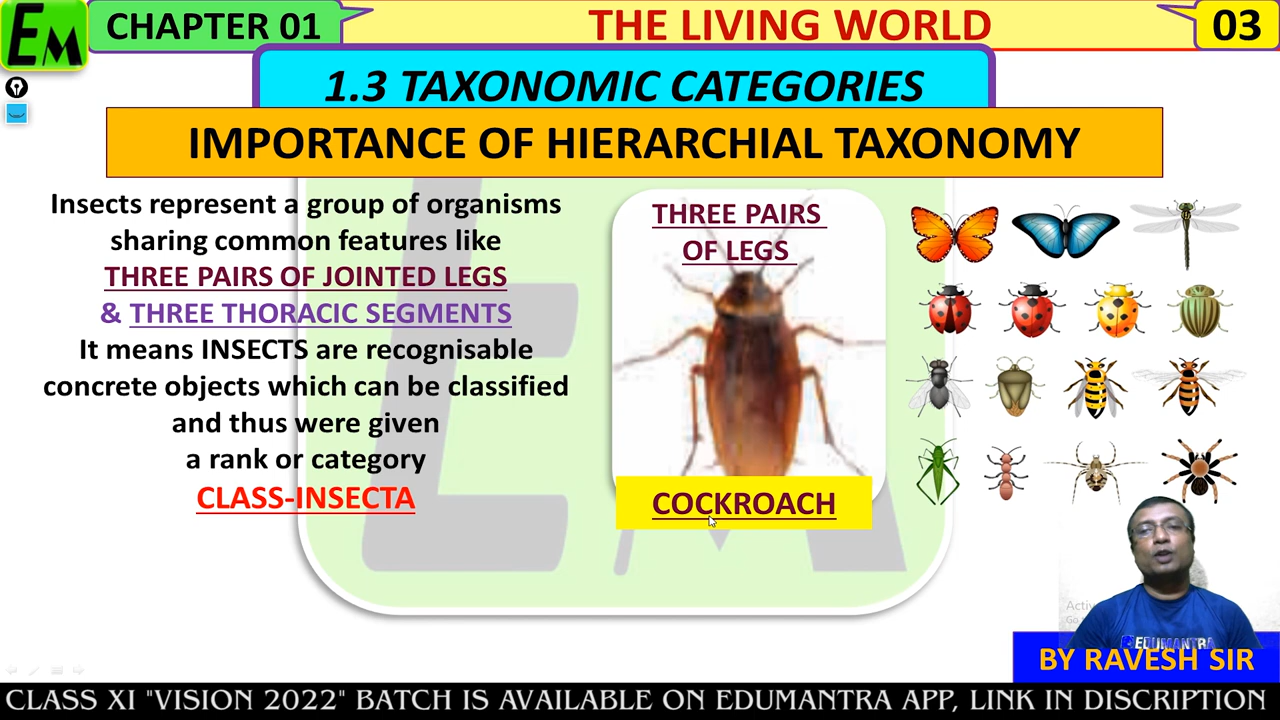 EM
CHAPTER 01
THE LIVING WORLD
03
1.3 TAXONOMIC CATEGORIES
IMPORTANCE OF HIERARCHIAL TAXONOMY
Insects represent a group of organisms
sharing common features like
THREE PAIRS OF JOINTED LEGS
& THREE THORACIC SEGMENTS
It means INSECTS are recognisable
concrete objects which can be classified
and thus were given
a rank or category
CLASS-INSECTA
THREE PAIRS
OF LEGS
COCKROACH
EDUMANTRA
BY RAVESH SIR
CLASS XI "VISION 2022" BATCH IS AVAILABLE ON EDUMANTRA APP, LINK IN DISCRIPTION